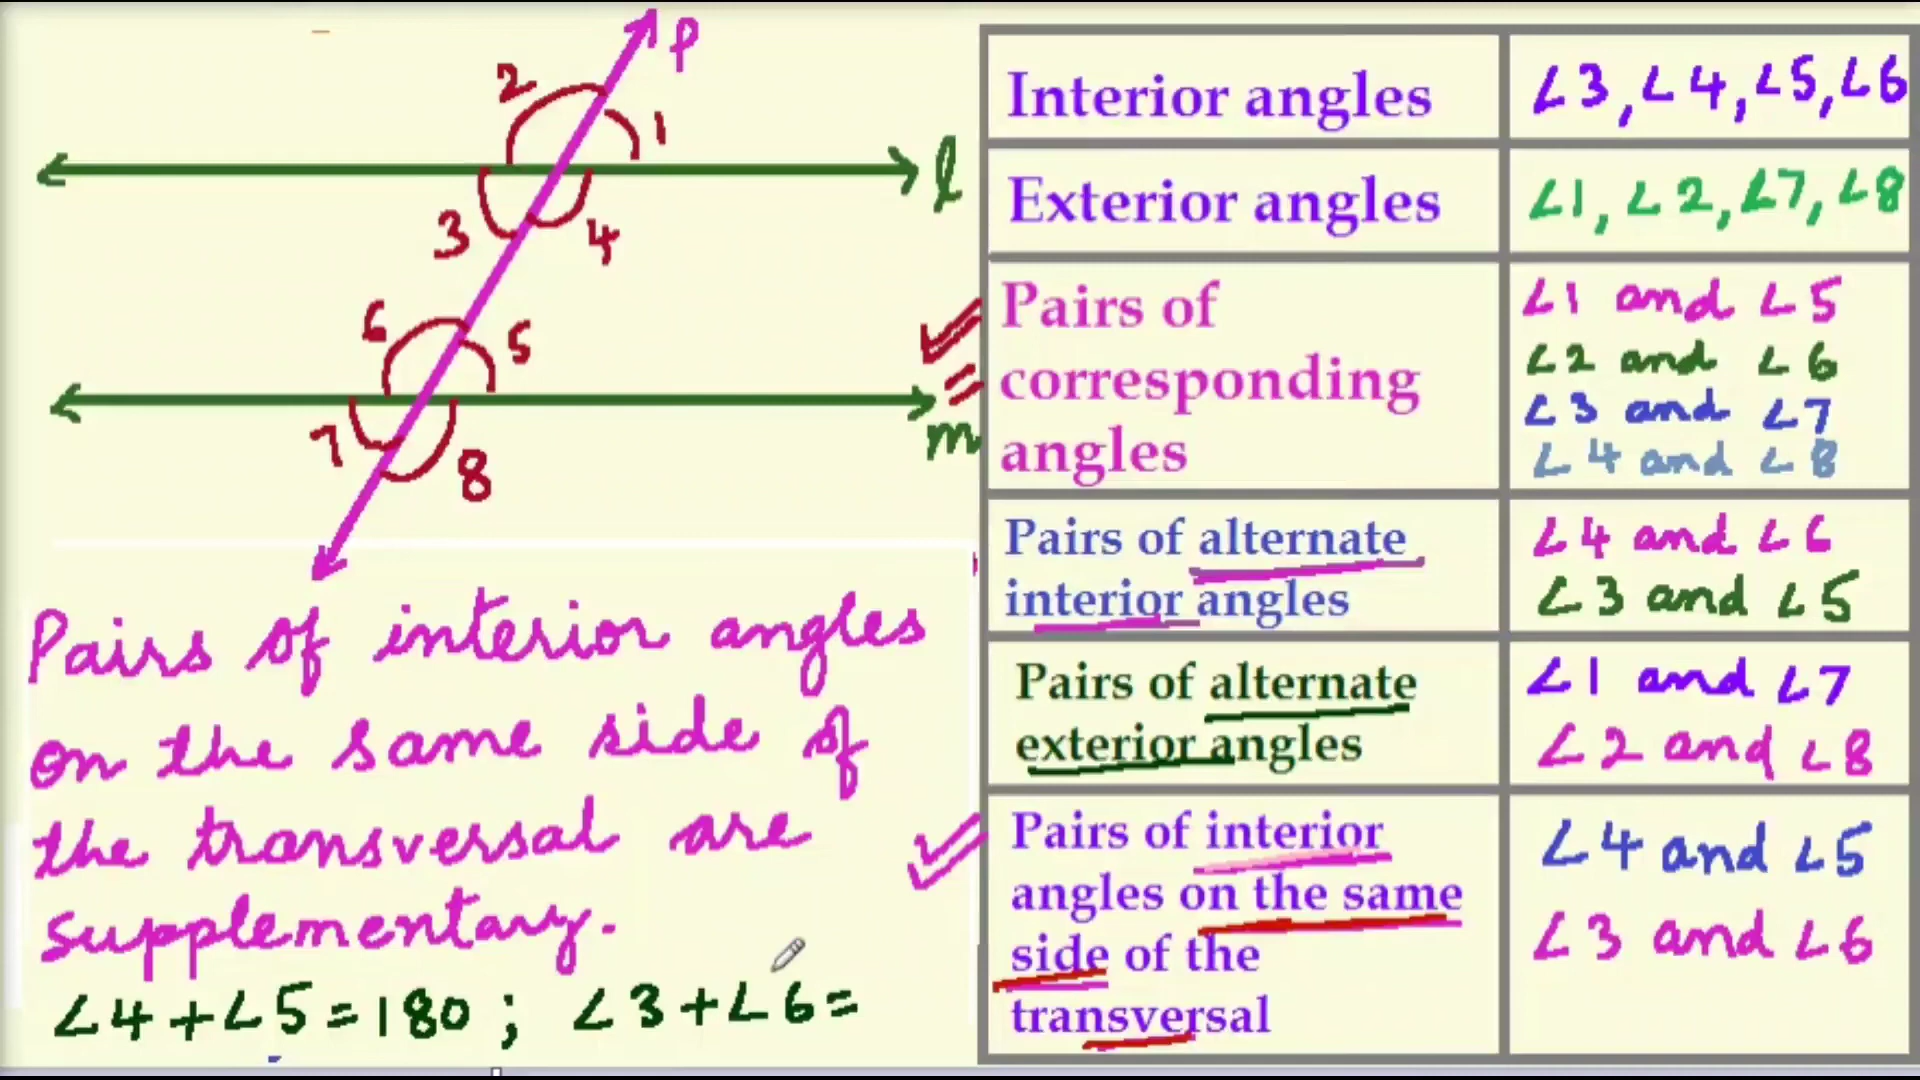 p
2
1
l
3
4
6
5
m
7
8
Pairs of interior angles
on the same side of
the transversal are
supplementary.
∠4+∠5=180 ; ∠3+∠6=
Interior angles
∠3, ∠4, ∠5, ∠6
Exterior angles
∠1, ∠2, ∠7, ∠8
Pairs of
corresponding
angles
∠1 and ∠5
∠2 and ∠6
∠3 and ∠7
∠4 and ∠8
Pairs of alternate
interior angles
∠4 and ∠6
∠3 and ∠5
Pairs of alternate
exterior angles
∠1 and ∠7
∠2 and ∠8
Pairs of interior
angles on the same
side of the
transversal
∠4 and ∠5
∠3 and ∠6